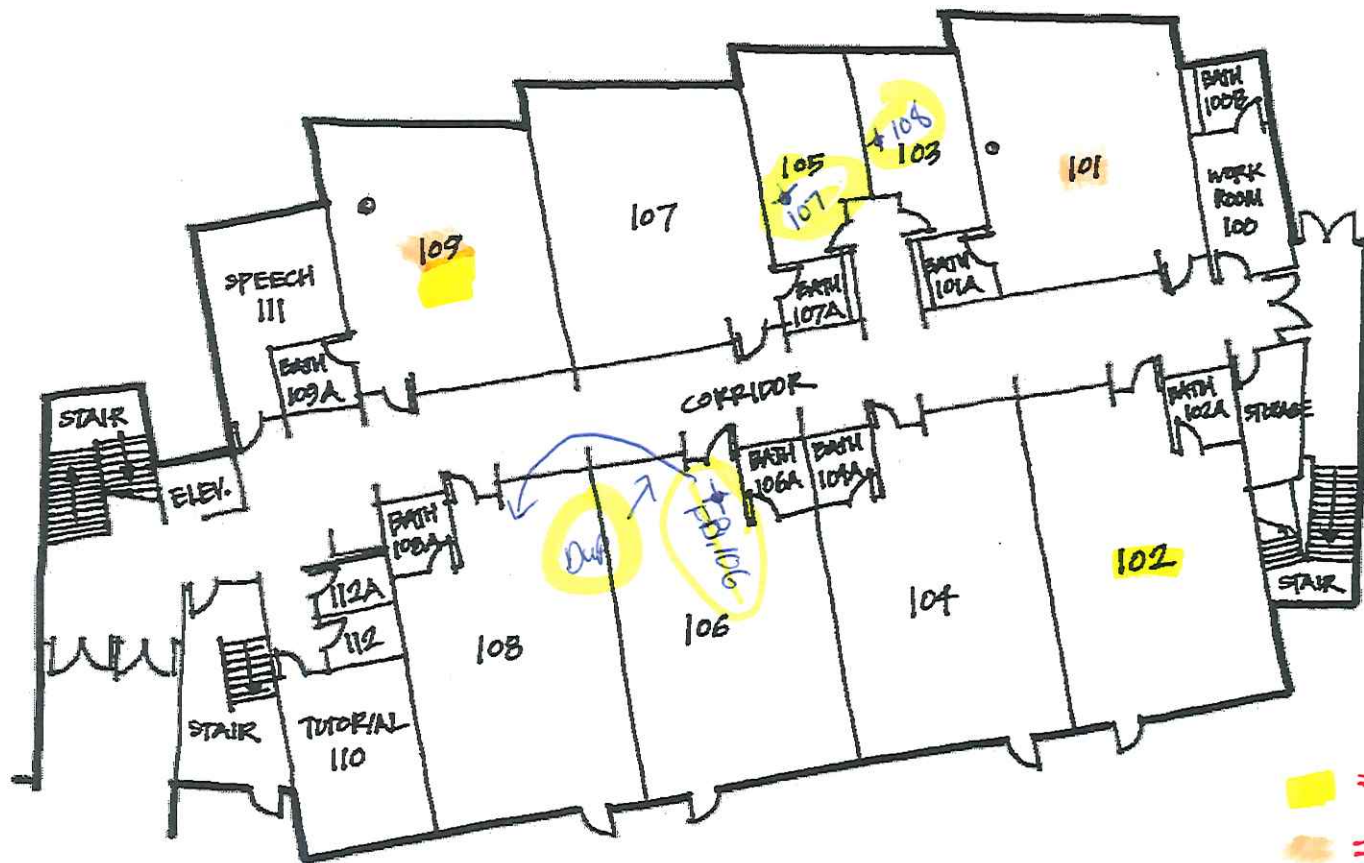 BATH
100B
108
103
105
107
101
WORK
ROOM
100
107
109
SPEECH
111
BATH
107A
BATH
101A
BATH
109A
CORRIDOR
STAIR
ELEV.
BATH
102A
STORAGE
BATH
106A
BATH
104A
BATH
108A
Dup
FD.106
102
STAIR
112A
112
104
106
108
STAIR
TUTORIAL
110
=
=